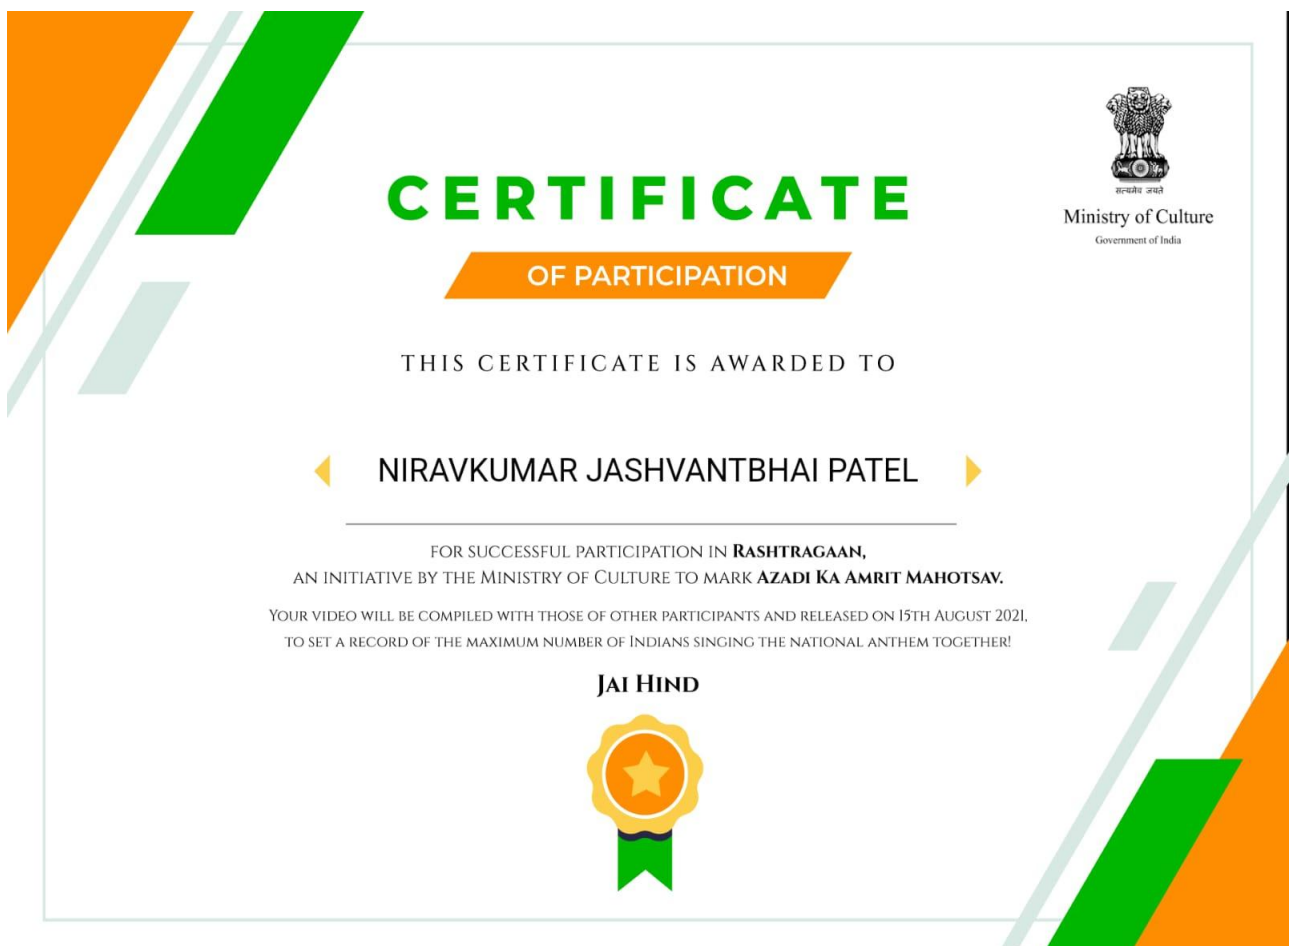 CERTIFICATE
OF PARTICIPATION
सत्यमेव जयते
Ministry of Culture
Government of India
THIS CERTIFICATE IS AWARDED TO
NIRAVKUMAR JASHVANTBHAI PATEL
FOR SUCCESSFUL PARTICIPATION IN RASHTRAGAAN,
AN INITIATIVE BY THE MINISTRY OF CULTURE TO MARK AZADI KA AMRIT MAHOTSAV.
YOUR VIDEO WILL BE COMPILED WITH THOSE OF OTHER PARTICIPANTS AND RELEASED ON 15TH AUGUST 2021,
TO SET A RECORD OF THE MAXIMUM NUMBER OF INDIANS SINGING THE NATIONAL ANTHEM TOGETHER!
JAI HIND